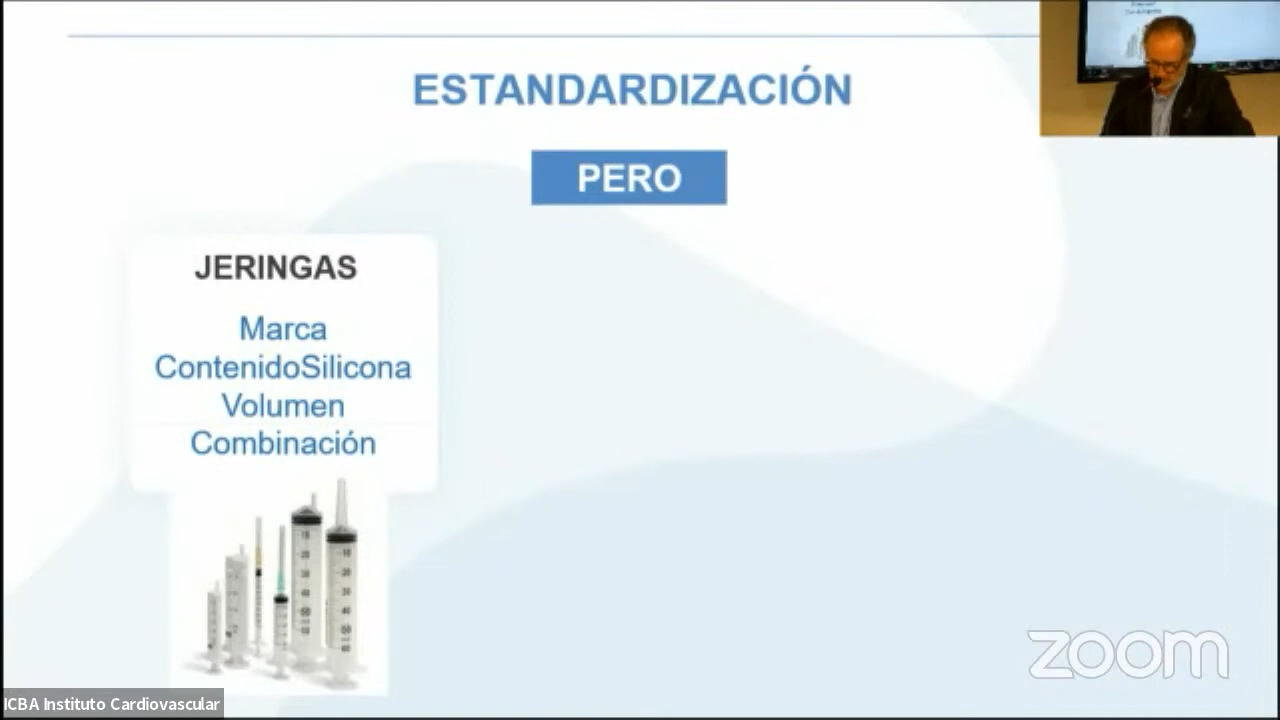 ESTANDARDIZACIÓN
PERO
JERINGAS
Marca
ContenidoSilicona
Volumen
Combinación
zoom
ICBA Instituto Cardiovascular